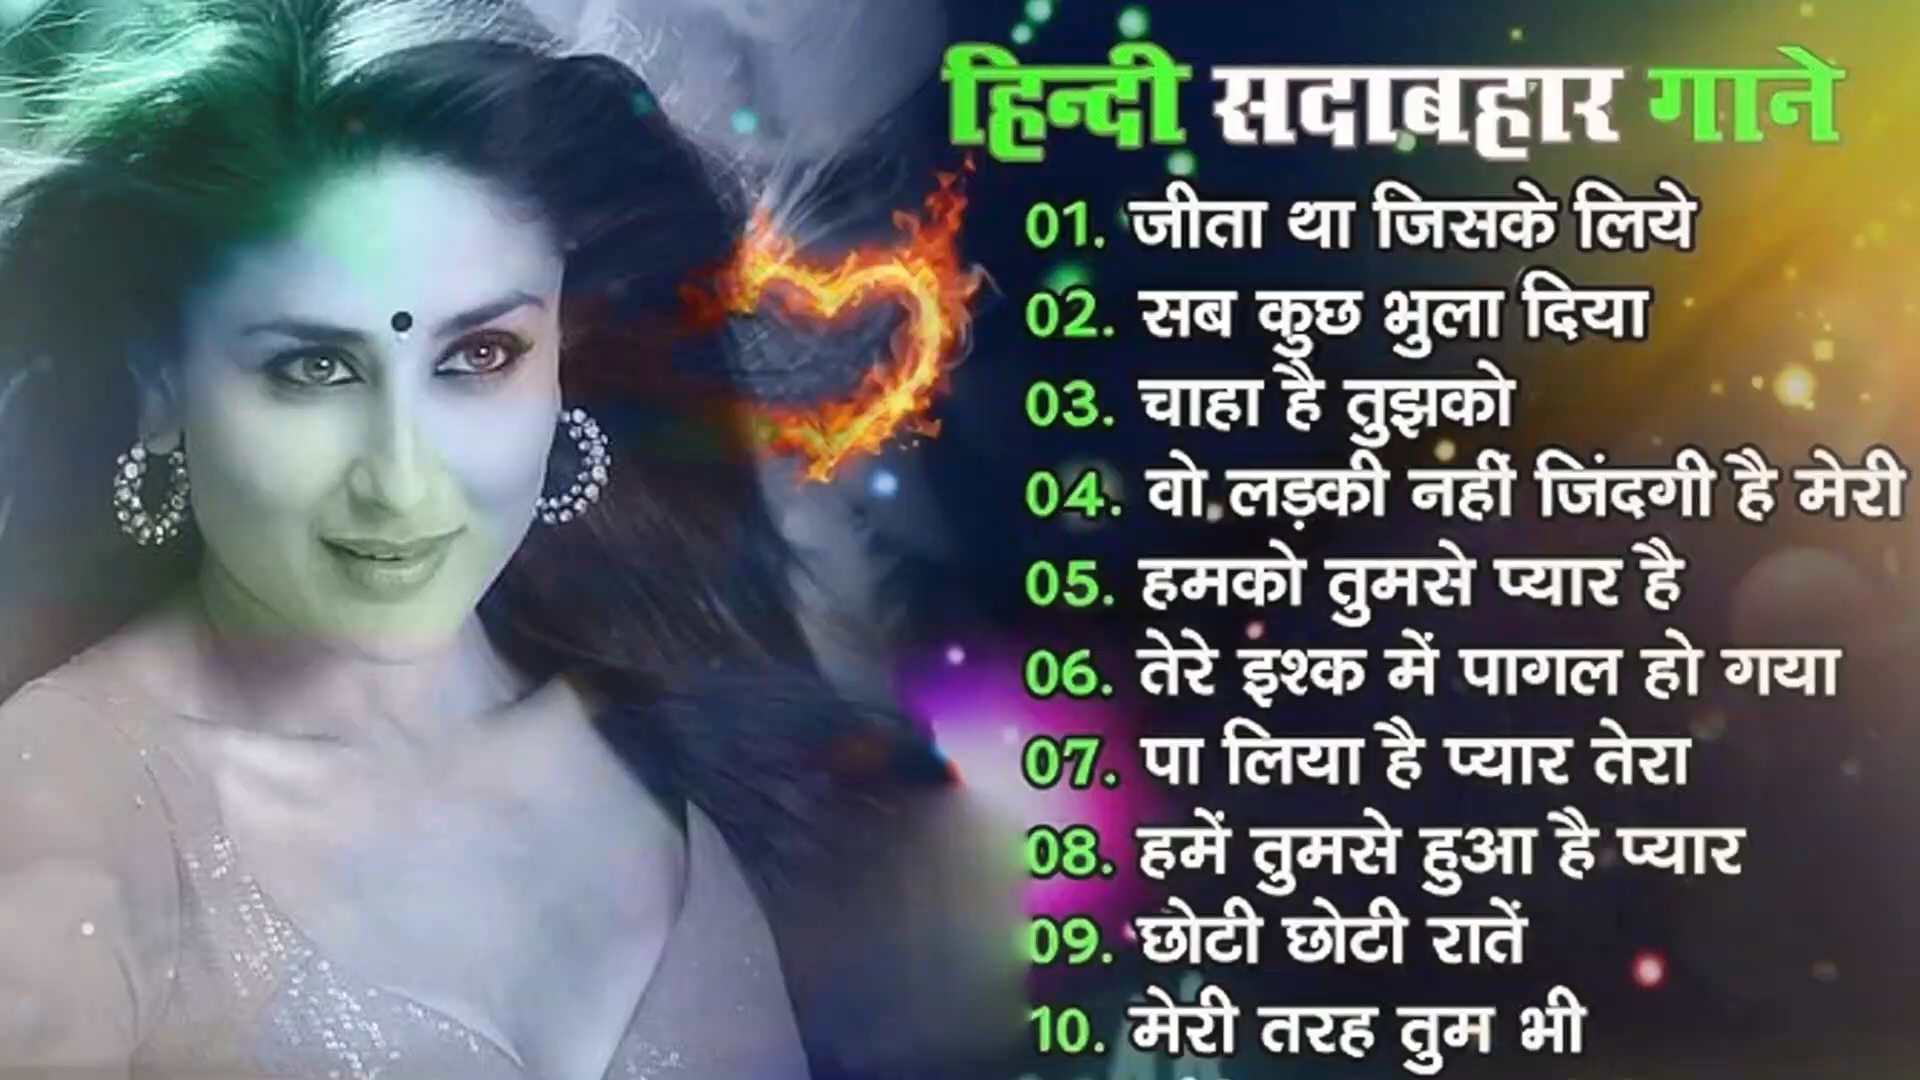 हिन्दी सदाबहार गाने
01. जीता था जिसके लिये
02. सब कुछ भुला दिया
03. चाहा है तुझको
04. वो लड़की नहीं जिंदगी है मेरी
05. हमको तुमसे प्यार है
06. तेरे इश्क में पागल हो गया
07. पा लिया है प्यार तेरा
08. हमें तुमसे हुआ है प्यार
09. छोटी छोटी रातें
10. मेरी तरह तुम भी